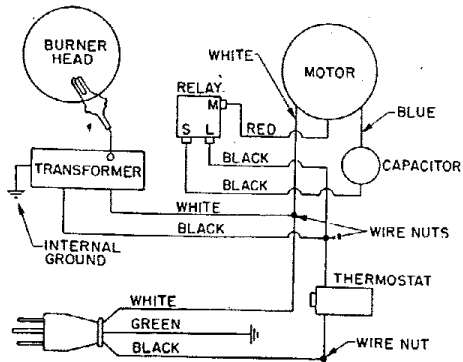 BURNER
HEAD
WHITE
MOTOR
RELAY
M
S
L
RED
BLUE
BLACK
CAPACITOR
BLACK
TRANSFORMER
WHITE
BLACK
WIRE NUTS
INTERNAL
GROUND
THERMOSTAT
WHITE
GREEN
BLACK
WIRE NUT